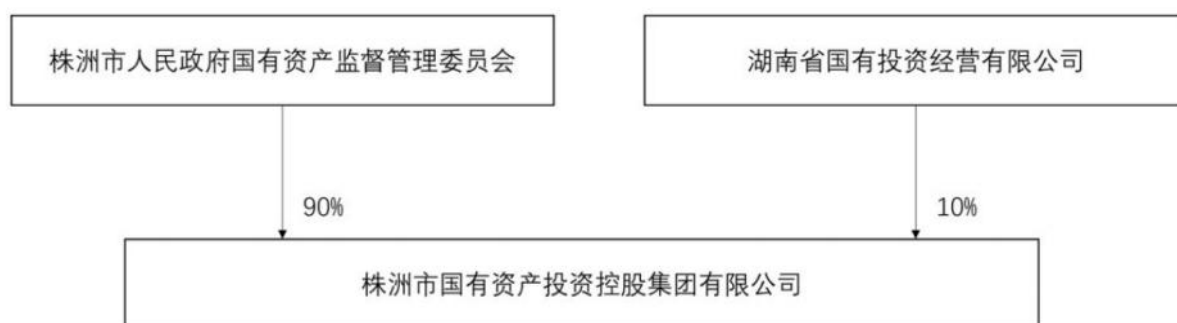 株洲市人民政府国有资产监督管理委员会
湖南省国有投资经营有限公司
90%
10%
株洲市国有资产投资控股集团有限公司